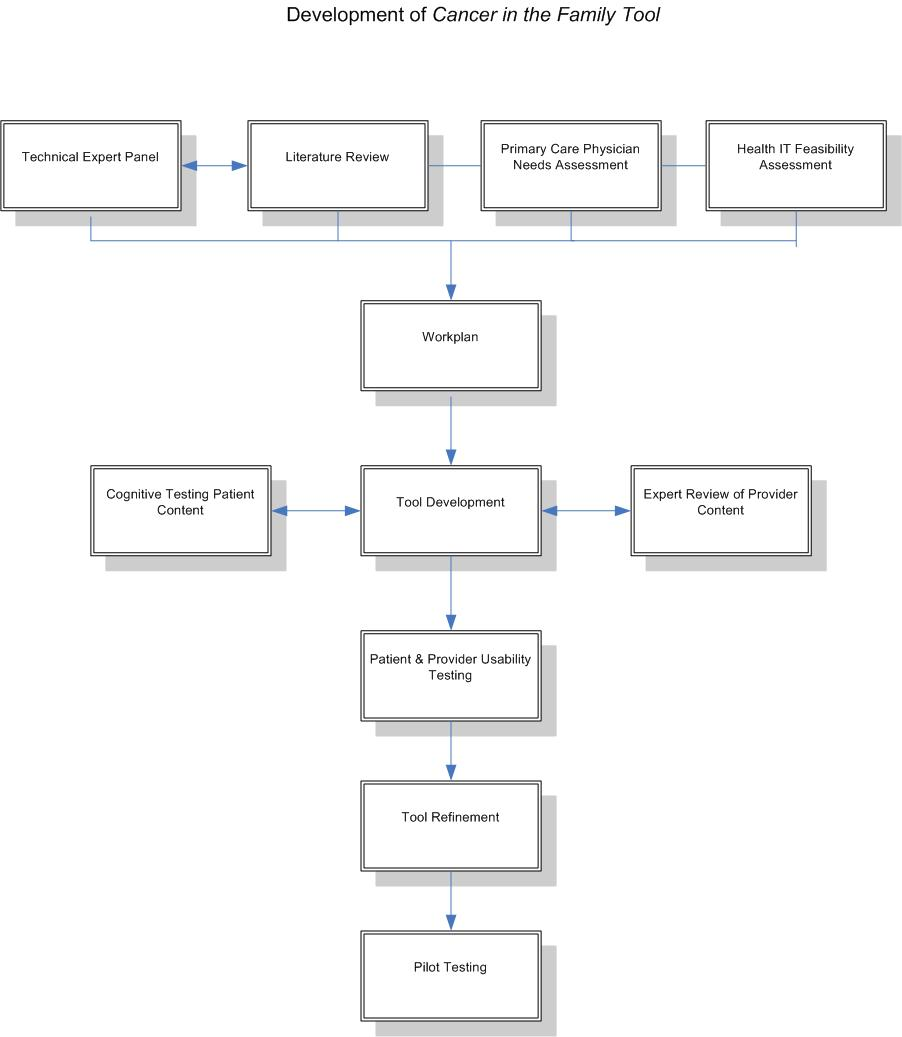 Development of Cancer in the Family Tool
Technical Expert Panel
Literature Review
Primary Care Physician
Needs Assessment
Health IT Feasibility
Assessment
Workplan
Cognitive Testing Patient
Content
Tool Development
Expert Review of Provider
Content
Patient & Provider Usability
Testing
Tool Refinement
Pilot Testing